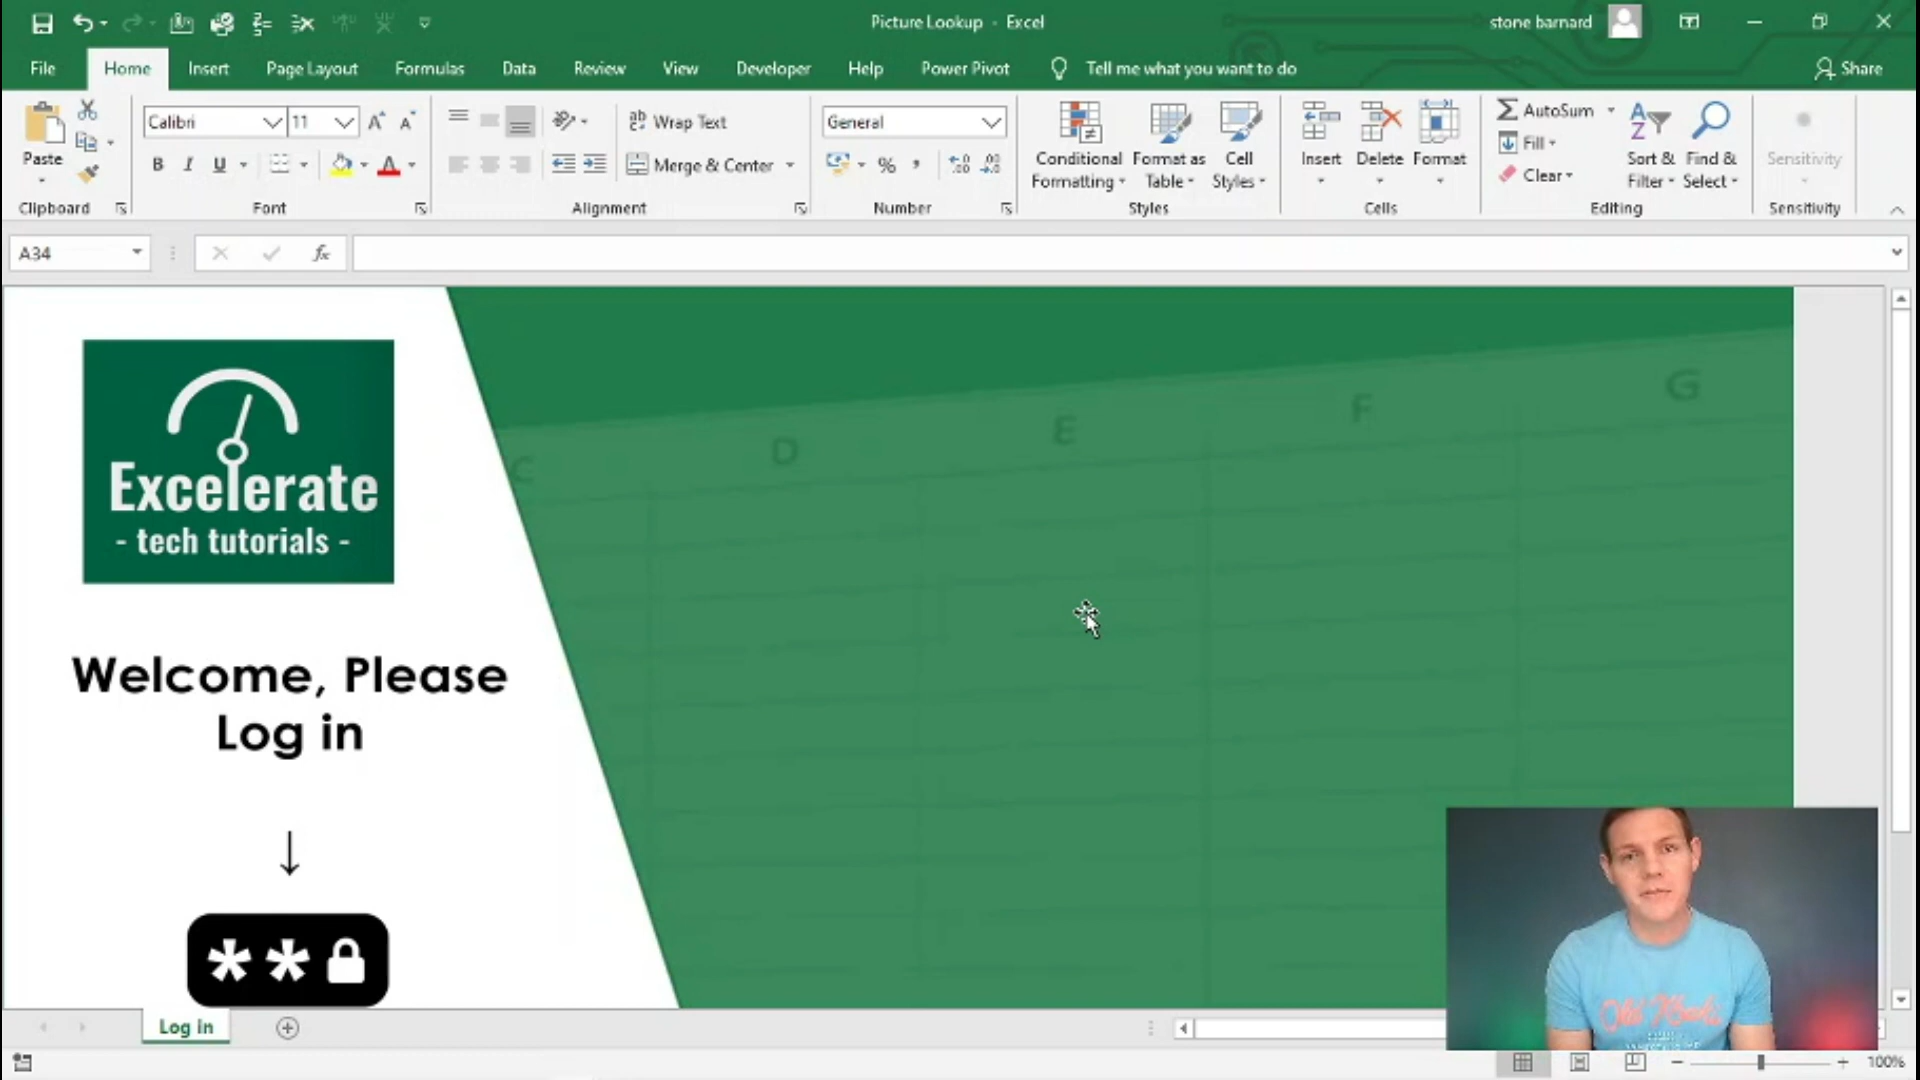 Picture Lookup - Excel
stone barnard
File Home Insert Page Layout Formulas Data Review View Developer Help Power Pivot Tell me what you want to do Share
Calibri 11 Wrap Text General AutoSum
Fill
Paste B I U Merge & Center % , Conditional Formatting Format as Table Cell Styles Insert Delete Format Clear Sort & Filter Find & Select Sensitivity
Clipboard Font Alignment Number Styles Cells Editing Sensitivity
A34 fx
C D E F G
Excelerate
- tech tutorials -
Welcome, Please
Log in
↓
**
Log in
100%